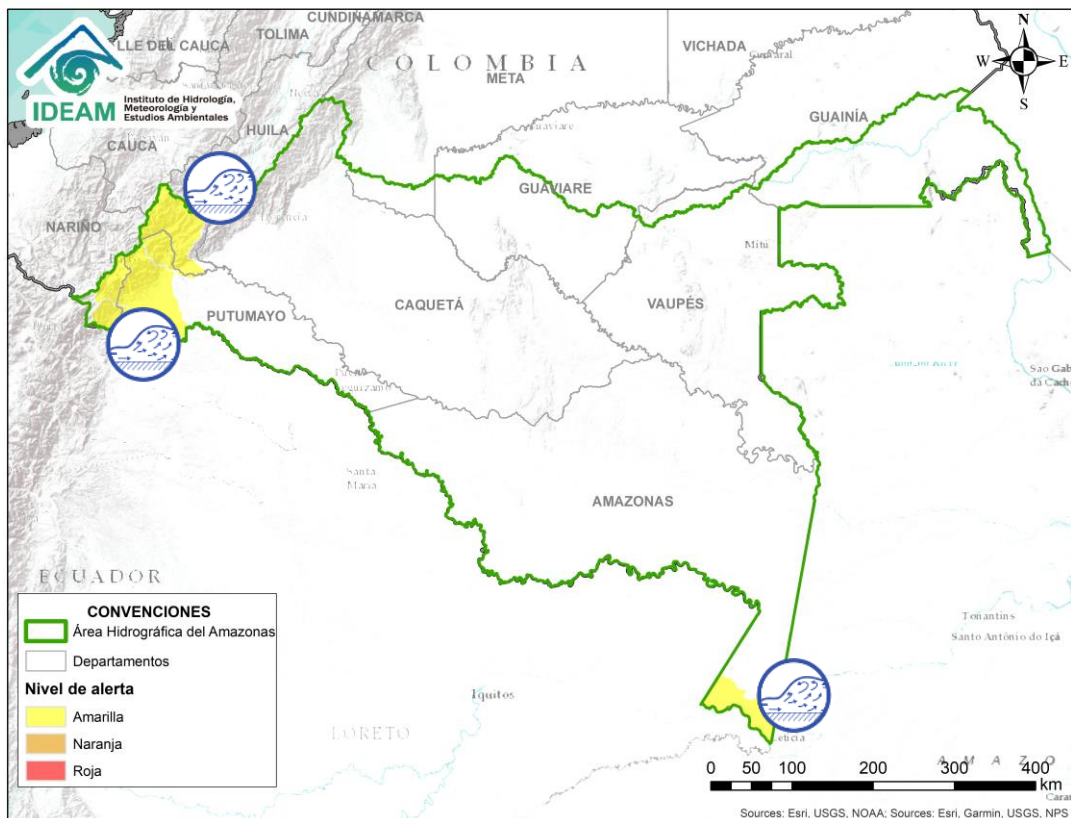 CUNDINAMARCA
TOLIMA
LLE DEL CAUCA
VICHADA
N
W E
S
COLOMBIA
META
IDEAM
Instituto de Hidrología,
Meteorología y
Estudios Ambientales
HUILA
CAUCA
GUAINÍA
GUAVIARE
NARIÑO
Mitú
CAQUETÁ
VAUPÉS
PUTUMAYO
Sao Gab
da Cach
Santa
Maria
AMAZONAS
ECUADOR
CONVENCIONES
Área Hidrográfica del Amazonas
Departamentos
Nivel de alerta
Amarilla
Naranja
Roja
Tonantins
Santo Antônio do Içá
Iquitos
LORETO
Leticia
A M A Z O
0 50 100 200 300 400
km
Caran
Sources: Esri, USGS, NOAA; Sources: Esri, Garmin, USGS, NPS